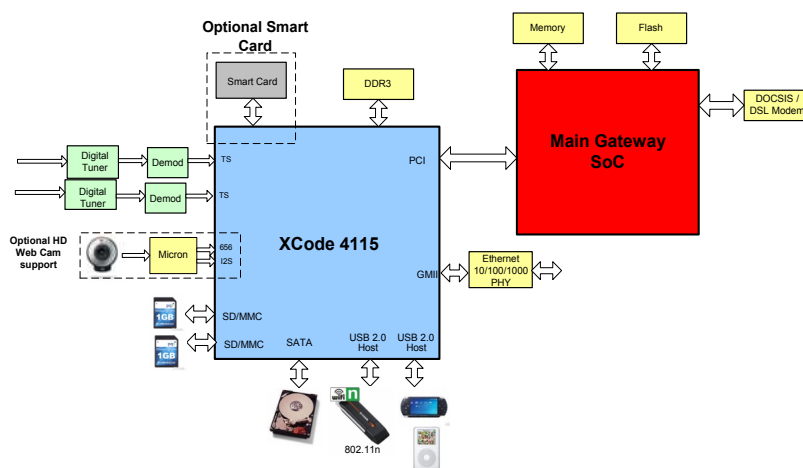 Optional Smart
Card
Smart Card
DDR3
Memory
Flash
DOCSIS /
DSL Modem
Main Gateway
SoC
PCI
Digital
Tuner
Demod
TS
Digital
Tuner
Demod
TS
XCode 4115
Optional HD
Web Cam
support
Micron
656
I2S
GMII
Ethernet
10/100/1000
PHY
1GB
SD/MMC
1GB
SD/MMC
SATA
USB 2.0
Host
USB 2.0
Host
WiFi
n
802.11n